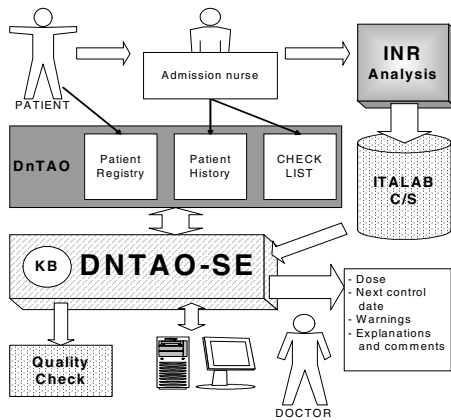 PATIENT
Admission nurse
INR
Analysis
DnTAO
Patient
Registry
Patient
History
CHECK
LIST
ITALAB
C/S
KB
DNTAO-SE
- Dose
- Next control
date
- Warnings
- Explanations
and comments
Quality
Check
DOCTOR